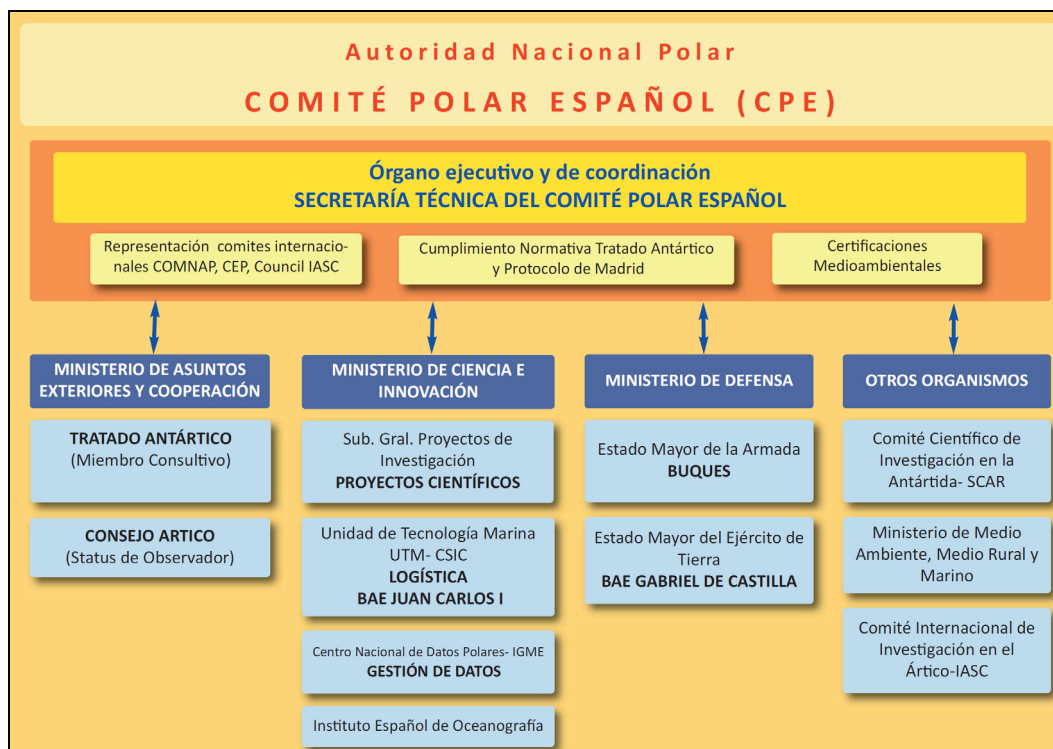 Autoridad Nacional Polar
COMITÉ POLAR ESPAÑOL (CPE)
Órgano ejecutivo y de coordinación
SECRETARÍA TÉCNICA DEL COMITÉ POLAR ESPAÑOL
Representación comites internacio-
nales COMNAP, CEP, Council IASC
Cumplimiento Normativa Tratado Antártico
y Protocolo de Madrid
Certificaciones
Medioambientales
MINISTERIO DE ASUNTOS
EXTERIORES Y COOPERACIÓN
TRATADO ANTÁRTICO
(Miembro Consultivo)
CONSEJO ARTICO
(Status de Observador)
MINISTERIO DE CIENCIA E
INNOVACIÓN
Sub. Gral. Proyectos de
Investigación
PROYECTOS CIENTÍFICOS
Unidad de Tecnología Marina
UTM- CSIC
LOGÍSTICA
BAE JUAN CARLOS I
Centro Nacional de Datos Polares- IGME
GESTIÓN DE DATOS
Instituto Español de Oceanografía
MINISTERIO DE DEFENSA
Estado Mayor de la Armada
BUQUES
Estado Mayor del Ejército de
Tierra
BAE GABRIEL DE CASTILLA
OTROS ORGANISMOS
Comité Científico de
Investigación en la
Antártida- SCAR
Ministerio de Medio
Ambiente, Medio Rural y
Marino
Comité Internacional de
Investigación en el
Ártico-IASC